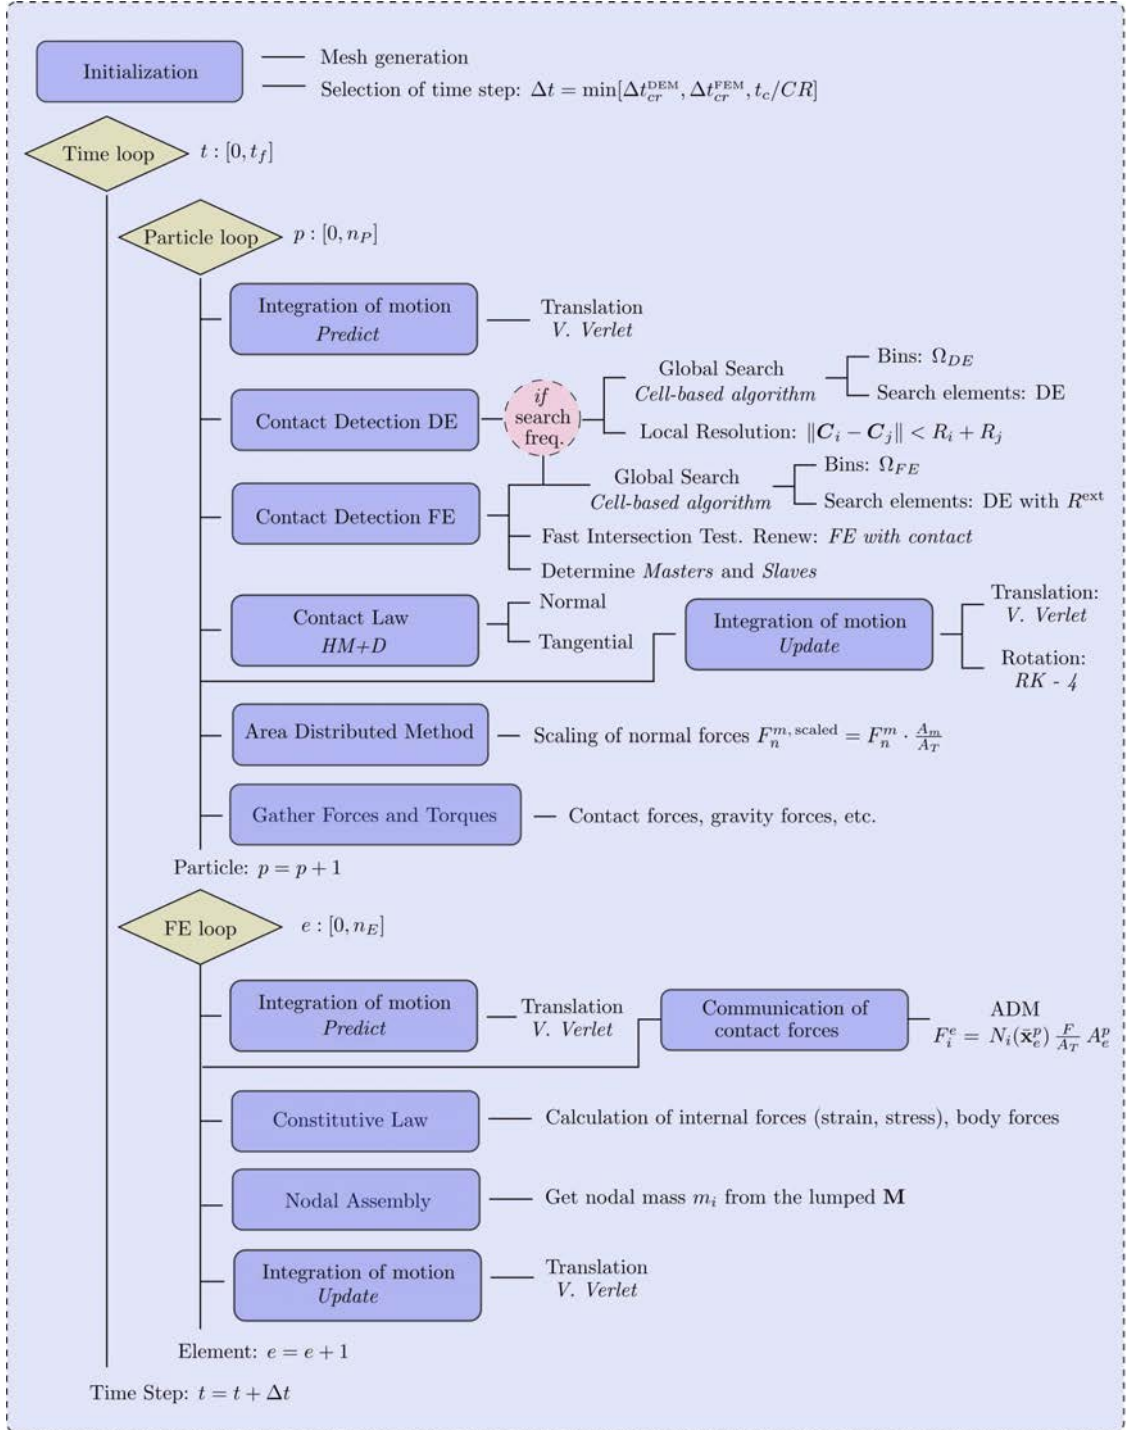 Initialization
Mesh generation
Selection of time step: Δt = min[Δt_cr^DEM, Δt_cr^FEM, t_c/CR]
Time loop
t : [0, t_f]
Particle loop
p : [0, n_P]
Integration of motion
Predict
Translation
V. Verlet
Contact Detection DE
if
search
freq.
Global Search
Cell-based algorithm
Bins: Ω_DE
Search elements: DE
Local Resolution: ‖C_i − C_j‖ < R_i + R_j
Contact Detection FE
Global Search
Cell-based algorithm
Bins: Ω_FE
Search elements: DE with R^ext
Fast Intersection Test. Renew: FE with contact
Determine Masters and Slaves
Contact Law
HM+D
Normal
Tangential
Integration of motion
Update
Translation:
V. Verlet
Rotation:
RK - 4
Area Distributed Method
Scaling of normal forces F_n^{m, scaled} = F_n^m · A_m/A_T
Gather Forces and Torques
Contact forces, gravity forces, etc.
Particle: p = p + 1
FE loop
e : [0, n_E]
Integration of motion
Predict
Translation
V. Verlet
Communication of
contact forces
ADM
F_i^e = N_i(x̄_e^p) F/A_T A_e^p
Constitutive Law
Calculation of internal forces (strain, stress), body forces
Nodal Assembly
Get nodal mass m_i from the lumped M
Integration of motion
Update
Translation
V. Verlet
Element: e = e + 1
Time Step: t = t + Δt